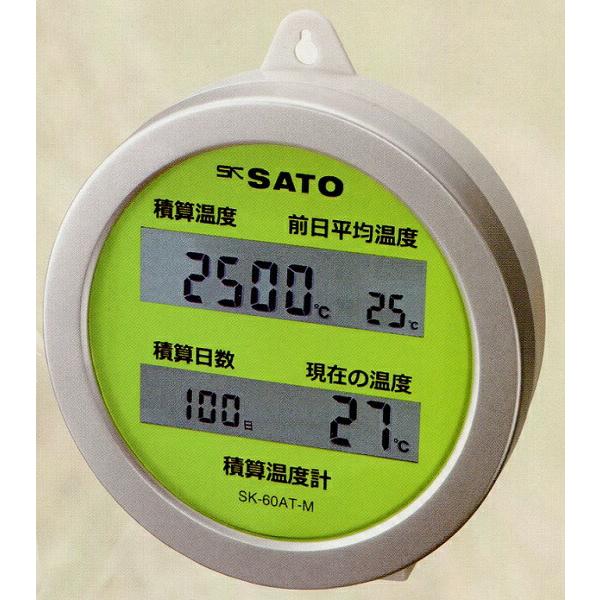 SK SATO
積算温度 前日平均温度
2500℃ 25℃
積算日数 現在の温度
100日 27℃
積算温度計
SK-60AT-M